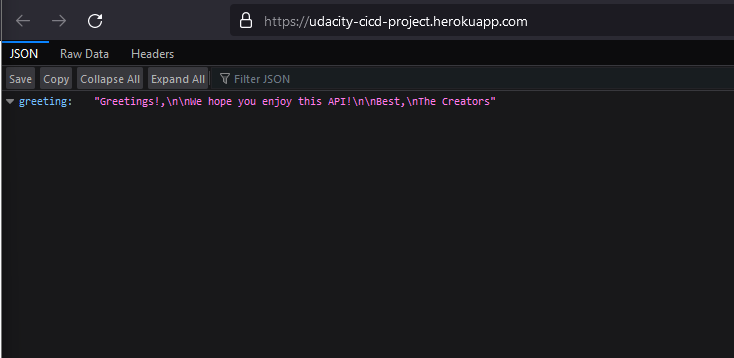 https://udacity-cicd-project.herokuapp.com
JSON Raw Data Headers
Save Copy Collapse All Expand All Filter JSON
greeting: "Greetings!,\n\nWe hope you enjoy this API!\n\nBest,\nThe Creators"